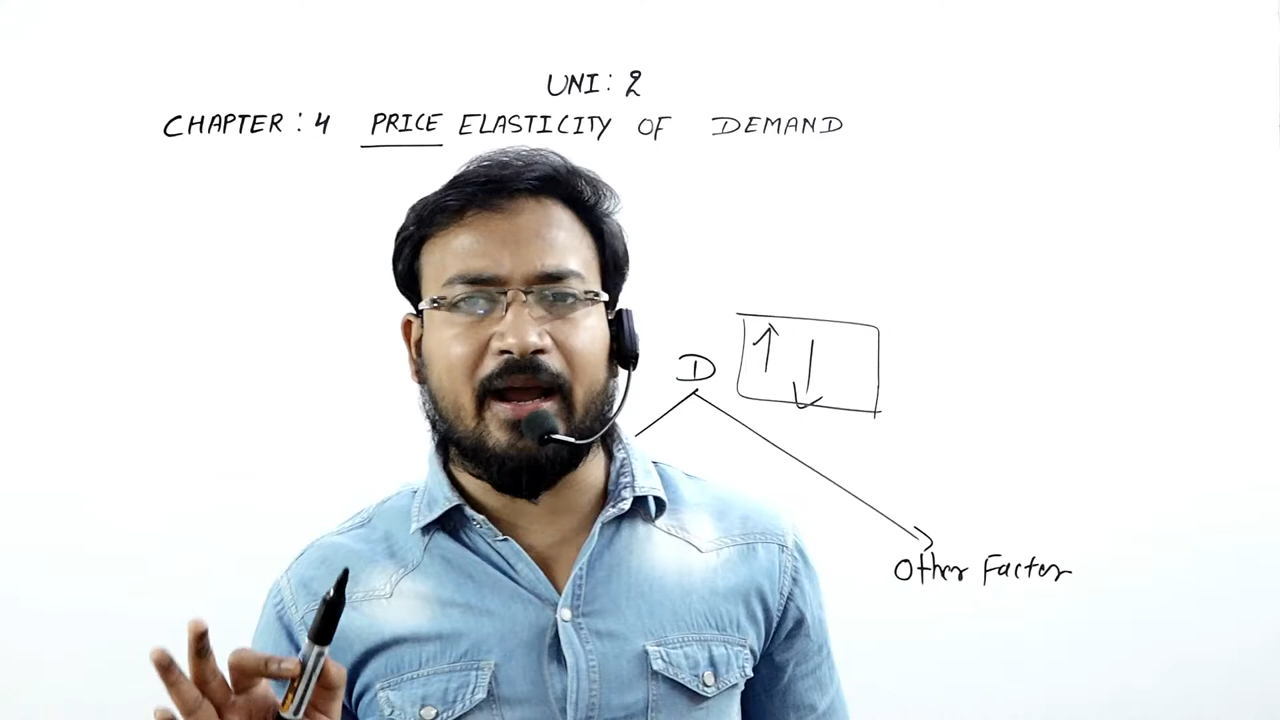 UNI: 2
CHAPTER: 4 PRICE ELASTICITY OF DEMAND
D ↑ ↓
Other Factor